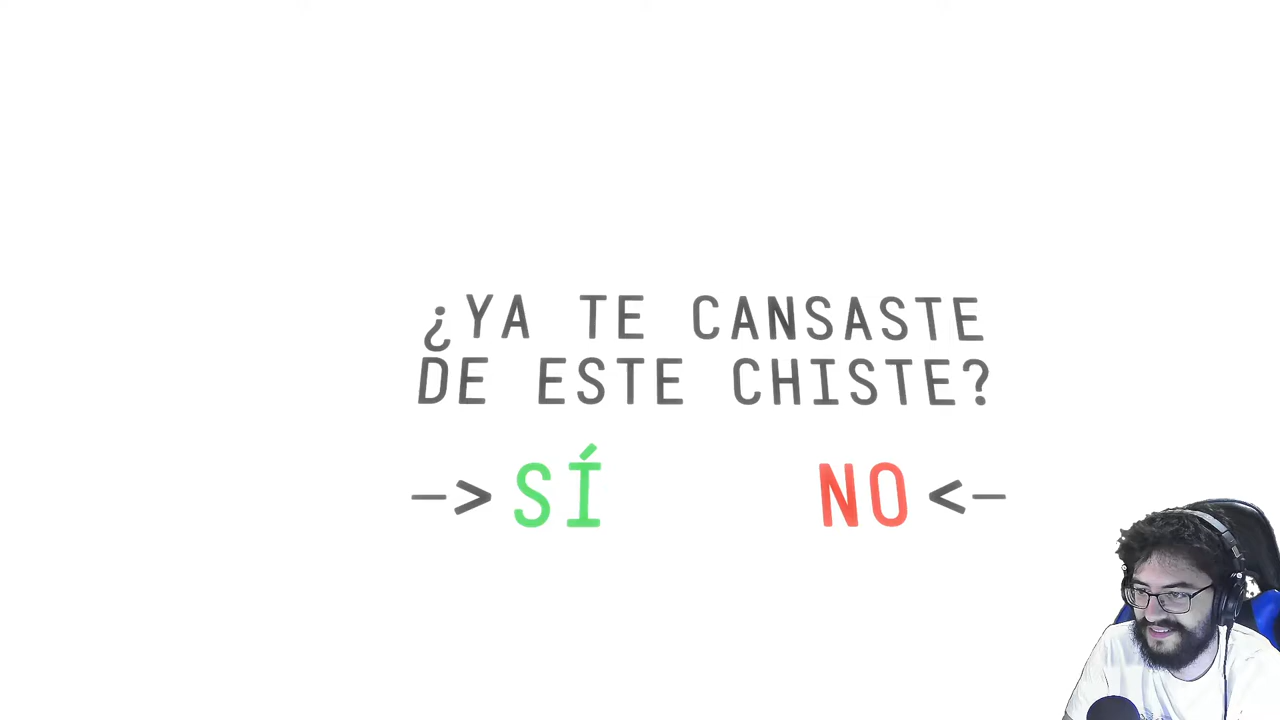 ¿YA TE CANSASTE
DE ESTE CHISTE?
—> SÍ NO <—